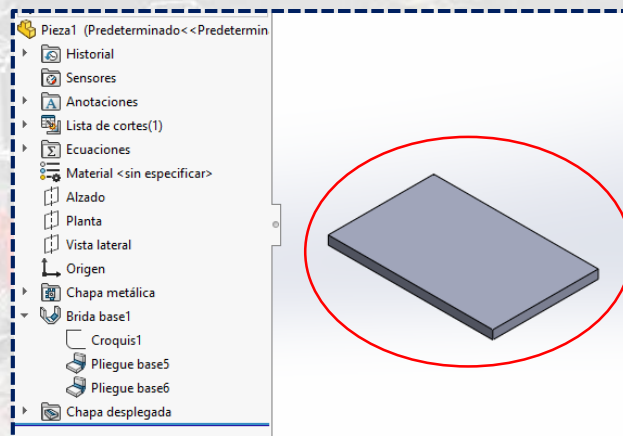 Pieza1 (Predeterminado<<Predetermin
Historial
Sensores
Anotaciones
Lista de cortes(1)
Ecuaciones
Material <sin especificar>
Alzado
Planta
Vista lateral
Origen
Chapa metálica
Brida base1
Croquis1
Pliegue base5
Pliegue base6
Chapa desplegada